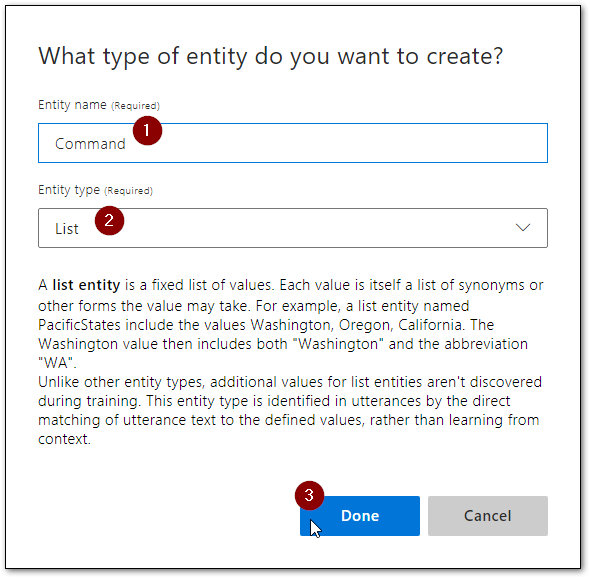 What type of entity do you want to create?
Entity name (Required)
1
Command
Entity type (Required)
2
List
A list entity is a fixed list of values. Each value is itself a list of synonyms or
other forms the value may take. For example, a list entity named
PacificStates include the values Washington, Oregon, California. The
Washington value then includes both "Washington" and the abbreviation
"WA".
Unlike other entity types, additional values for list entities aren't discovered
during training. This entity type is identified in utterances by the direct
matching of utterance text to the defined values, rather than learning from
context.
3
Done Cancel